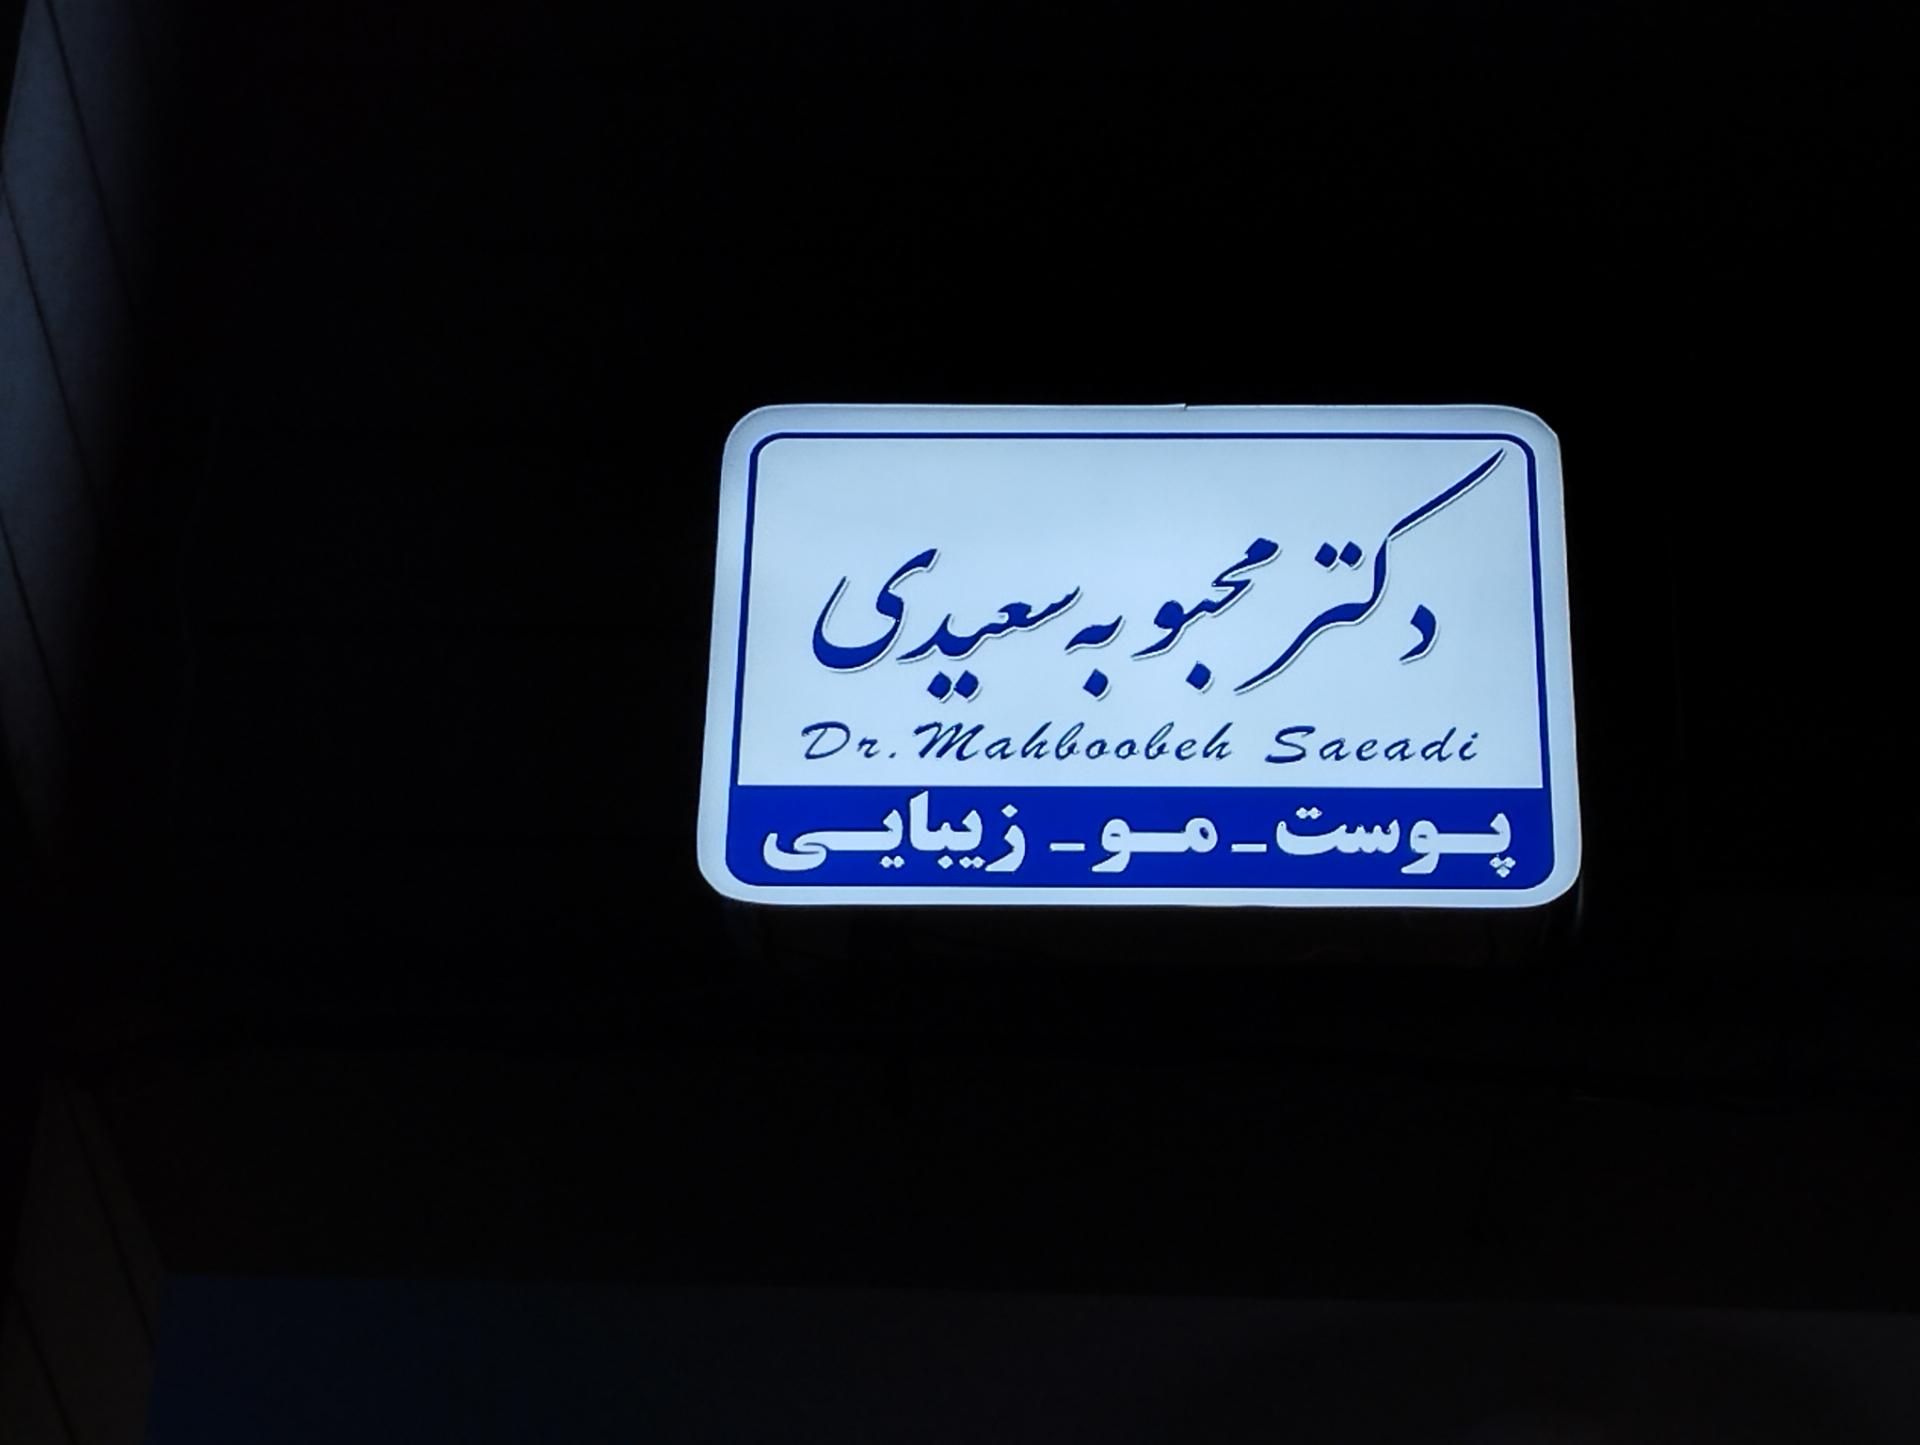 دکتر محبوبه سعیدی
Dr. Mahboobeh Saeadi
پوست - مو - زیبایی